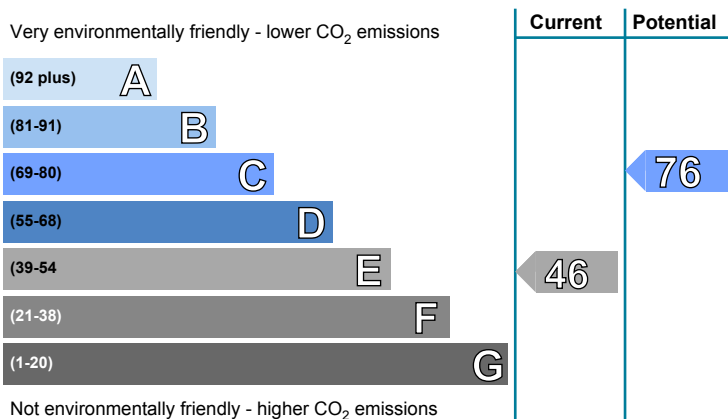 Current Potential
Very environmentally friendly - lower CO₂ emissions
(92 plus) A
(81-91) B
(69-80) C 76
(55-68) D
(39-54 E 46
(21-38) F
(1-20) G
Not environmentally friendly - higher CO₂ emissions